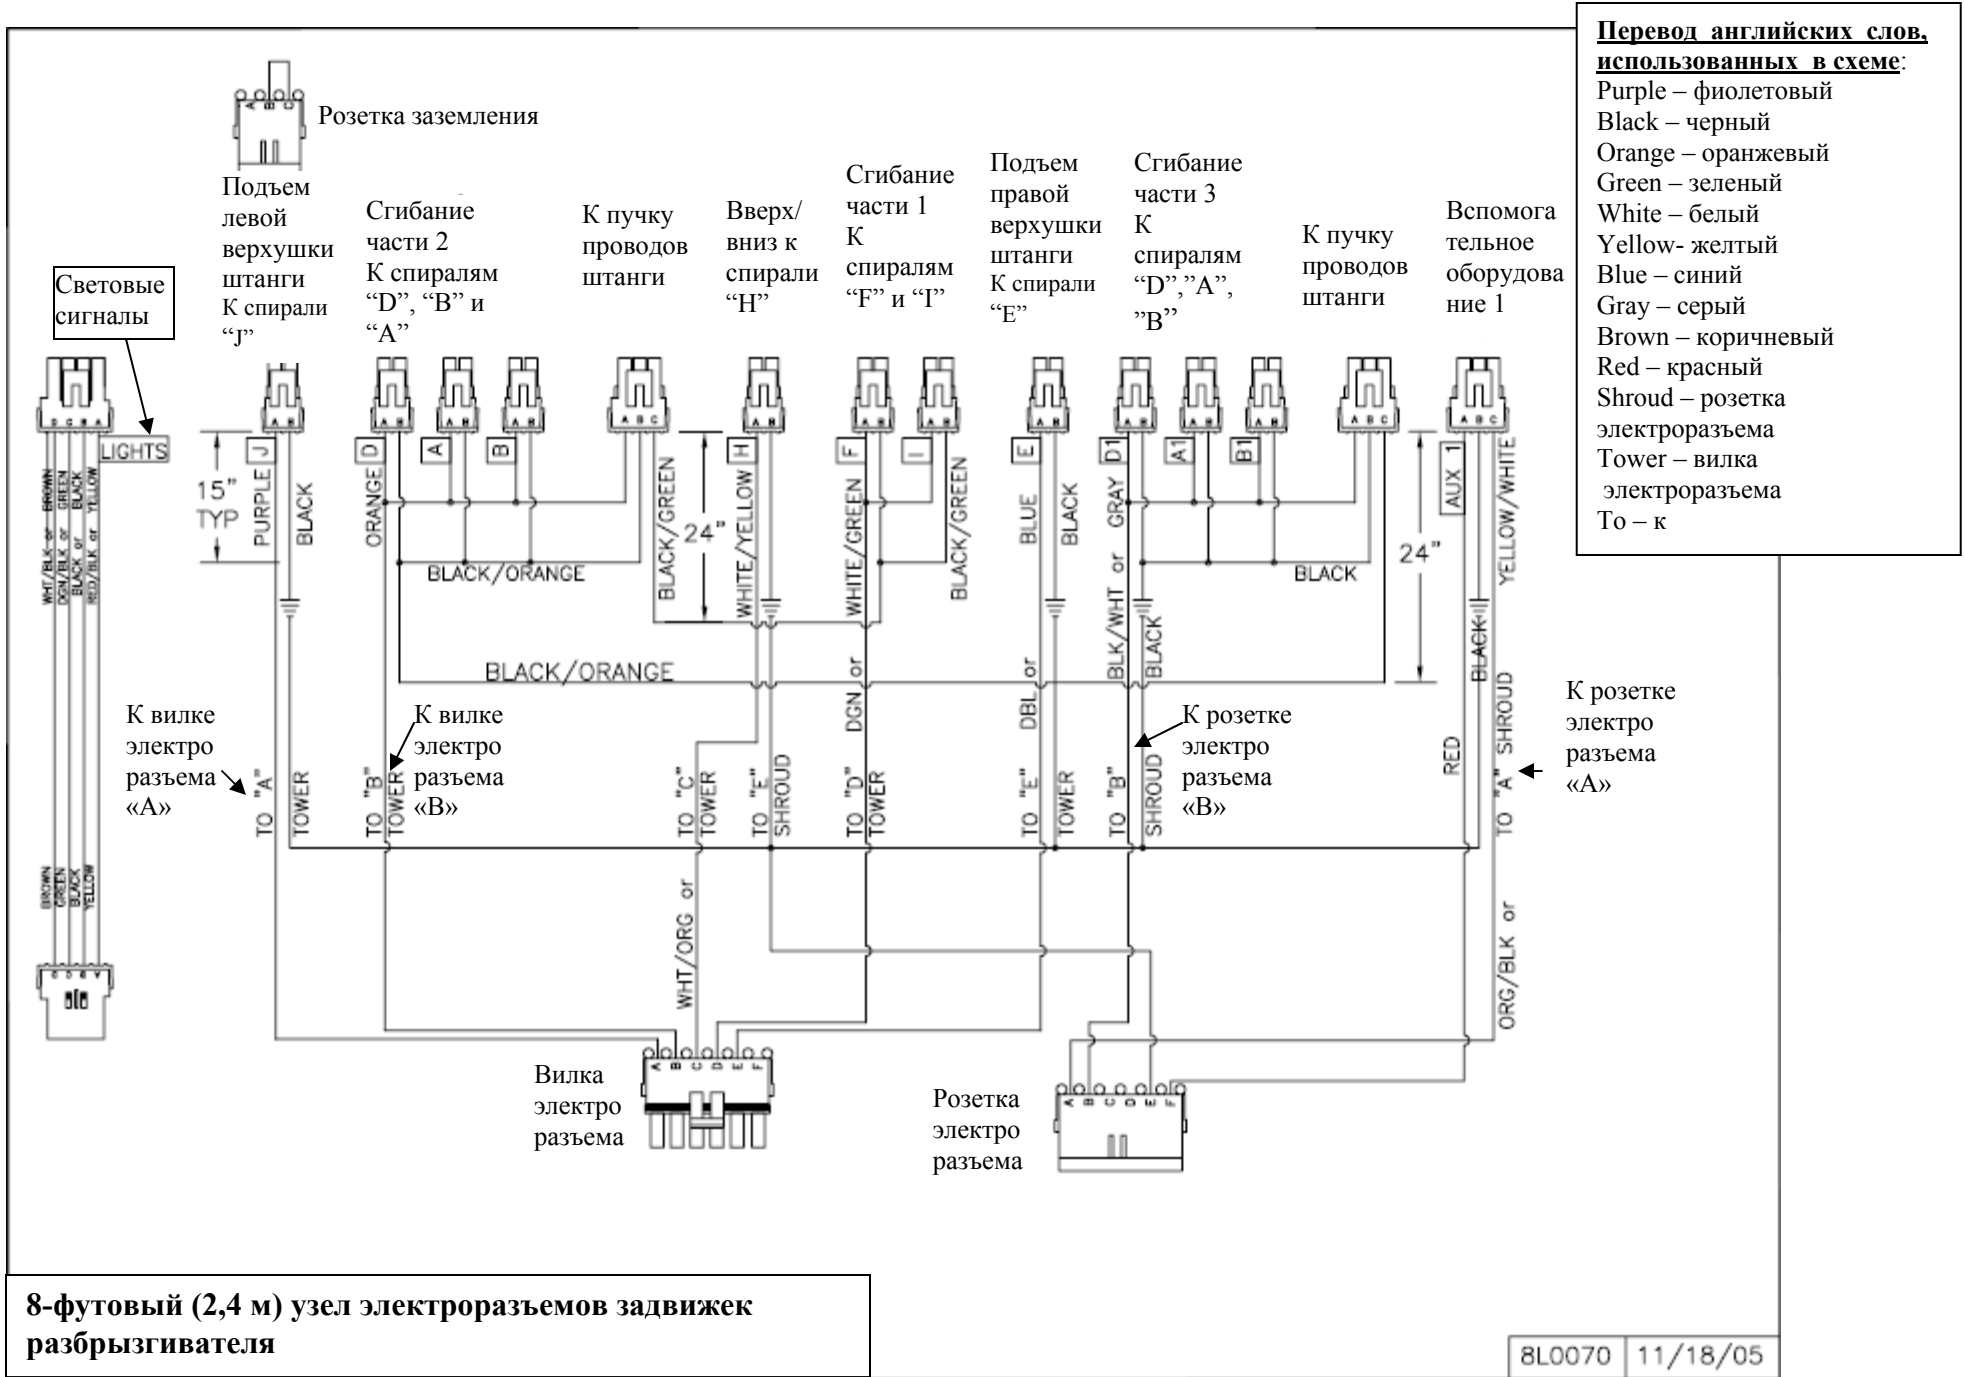 Перевод английских слов,
использованных в схеме:
Purple – фиолетовый
Black – черный
Orange – оранжевый
Green – зеленый
White – белый
Yellow- желтый
Blue – синий
Gray – серый
Brown – коричневый
Red – красный
Shroud – розетка
электроразъема
Tower – вилка
электроразъема
To – к
A B C
Розетка заземления
Световые
сигналы
Подъем
левой
верхушки
штанги
К спирали
“J”
Сгибание
части 2
К спиралям
“D”, “B” и
“A”
К пучку
проводов
штанги
Вверх/
вниз к
спирали
“H”
Сгибание
части 1
К
спиралям
“F” и “I”
Подъем
правой
верхушки
штанги
К спирали
“E”
Сгибание
части 3
К
спиралям
“D”,”A”,
”B”
К пучку
проводов
штанги
Вспомога
тельное
оборудова
ние 1
D C B A
A B
A B
A B
A B
A B C
A B
A B
A B
A B
A B
A B
A B
A B C
A B C
LIGHTS
J
D
A
B
H
F
I
E
D1
A1
B1
AUX 1
15"
TYP
24"
24"
WHT/BLK or BROWN
DGN/BLK or GREEN
BLACK or BLACK
RED/BLK or YELLOW
PURPLE
BLACK
ORANGE
BLACK/ORANGE
BLACK/GREEN
WHITE/YELLOW
WHITE/GREEN
BLACK/GREEN
BLUE
BLACK
BLK/WHT or GRAY
BLACK
BLACK
YELLOW/WHITE
BLACK
BLACK/ORANGE
DGN or
DBL or
RED
К вилке
электро
разъема
«А»
К вилке
электро
разъема
«В»
К розетке
электро
разъема
«В»
К розетке
электро
разъема
«А»
TO "A"
TOWER
TO "B"
TOWER
TO "C"
TOWER
TO "E"
SHROUD
TO "D"
TOWER
TO "E"
TOWER
TO "B"
SHROUD
TO "A" SHROUD
BROWN
GREEN
BLACK
YELLOW
WHT/ORG or
ORG/BLK or
A B C D E F
Вилка
электро
разъема
A B C D E F
Розетка
электро
разъема
8-футовый (2,4 м) узел электроразъемов задвижек
разбрызгивателя
8L0070 11/18/05